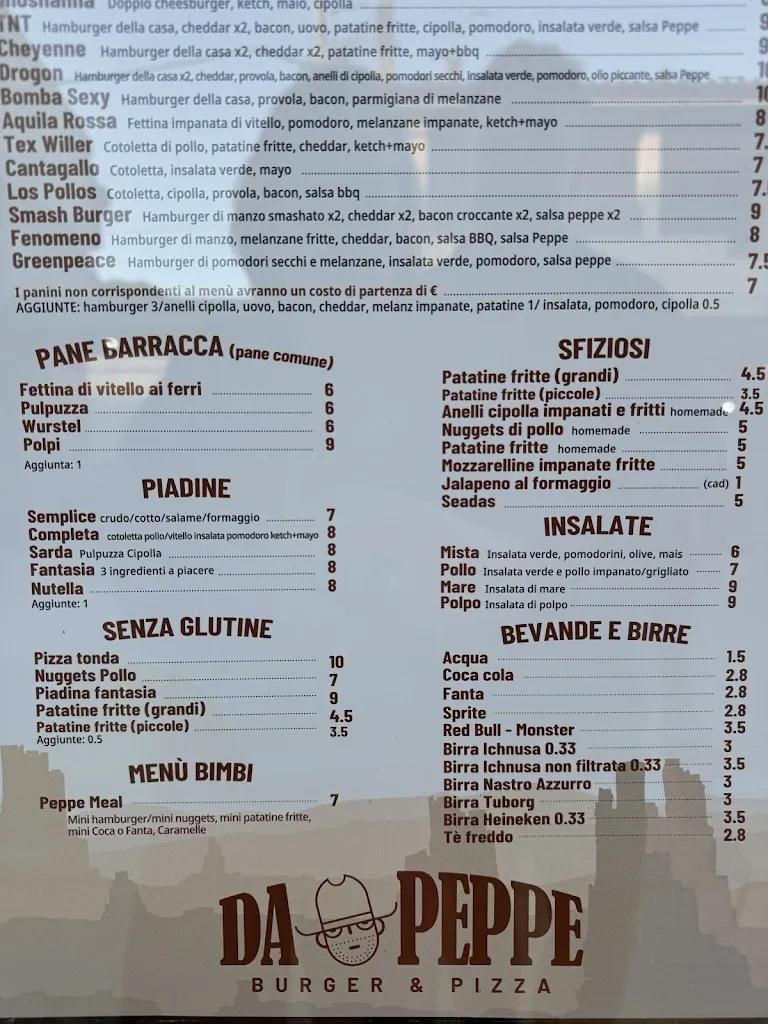 Doppio cheesburger, ketch, maio, cipolla
TNT Hamburger della casa, cheddar x2, bacon, uovo, patatine fritte, cipolla, pomodoro, insalata verde, salsa Peppe 9
Cheyenne Hamburger della casa x2, cheddar x2, patatine fritte, mayo+bbq 9
Drogon Hamburger della casa x2, cheddar, provola, bacon, anelli di cipolla, pomodori secchi, insalata verde, pomodoro, olio piccante, salsa Peppe
Bomba Sexy Hamburger della casa, provola, bacon, parmigiana di melanzane
Aquila Rossa Fettina impanata di vitello, pomodoro, melanzane impanate, ketch+mayo 8
Tex Willer Cotoletta di pollo, patatine fritte, cheddar, ketch+mayo 7.
Cantagallo Cotoletta, insalata verde, mayo 7
Los Pollos Cotoletta, cipolla, provola, bacon, salsa bbq 7.
Smash Burger Hamburger di manzo smashato x2, cheddar x2, bacon croccante x2, salsa peppe x2 9
Fenomeno Hamburger di manzo, melanzane fritte, cheddar, bacon, salsa BBQ, salsa Peppe 8
Greenpeace Hamburger di pomodori secchi e melanzane, insalata verde, pomodoro, salsa peppe 7.5
I panini non corrispondenti al menù avranno un costo di partenza di € 7
AGGIUNTE: hamburger 3/anelli cipolla, uovo, bacon, cheddar, melanz impanate, patatine 1/ insalata, pomodoro, cipolla 0.5
PANE BARRACCA (pane comune)
Fettina di vitello ai ferri 6
Pulpuzza 6
Wurstel 6
Polpi 9
Aggiunta: 1
PIADINE
Semplice crudo/cotto/salame/formaggio 7
Completa cotoletta pollo/vitello insalata pomodoro ketch+mayo 8
Sarda Pulpuzza Cipolla 8
Fantasia 3 ingredienti a piacere 8
Nutella 8
Aggiunte: 1
SENZA GLUTINE
Pizza tonda 10
Nuggets Pollo 7
Piadina fantasia 9
Patatine fritte (grandi) 4.5
Patatine fritte (piccole) 3.5
Aggiunte: 0.5
MENÙ BIMBI
Peppe Meal 7
Mini hamburger/mini nuggets, mini patatine fritte,
mini Coca o Fanta, Caramelle
SFIZIOSI
Patatine fritte (grandi) 4.5
Patatine fritte (piccole) 3.5
Anelli cipolla impanati e fritti homemade 4.5
Nuggets di pollo homemade 5
Patatine fritte homemade 5
Mozzarelline impanate fritte 5
Jalapeno al formaggio (cad) 1
Seadas 5
INSALATE
Mista Insalata verde, pomodorini, olive, mais 6
Pollo Insalata verde e pollo impanato/grigliato 7
Mare Insalata di mare 9
Polpo Insalata di polpo 9
BEVANDE E BIRRE
Acqua 1.5
Coca cola 2.8
Fanta 2.8
Sprite 2.8
Red Bull - Monster 3.5
Birra Ichnusa 0.33 3
Birra Ichnusa non filtrata 0.33 3.5
Birra Nastro Azzurro 3
Birra Tuborg 3
Birra Heineken 0.33 3.5
Tè freddo 2.8
DA PEPPE
BURGER & PIZZA